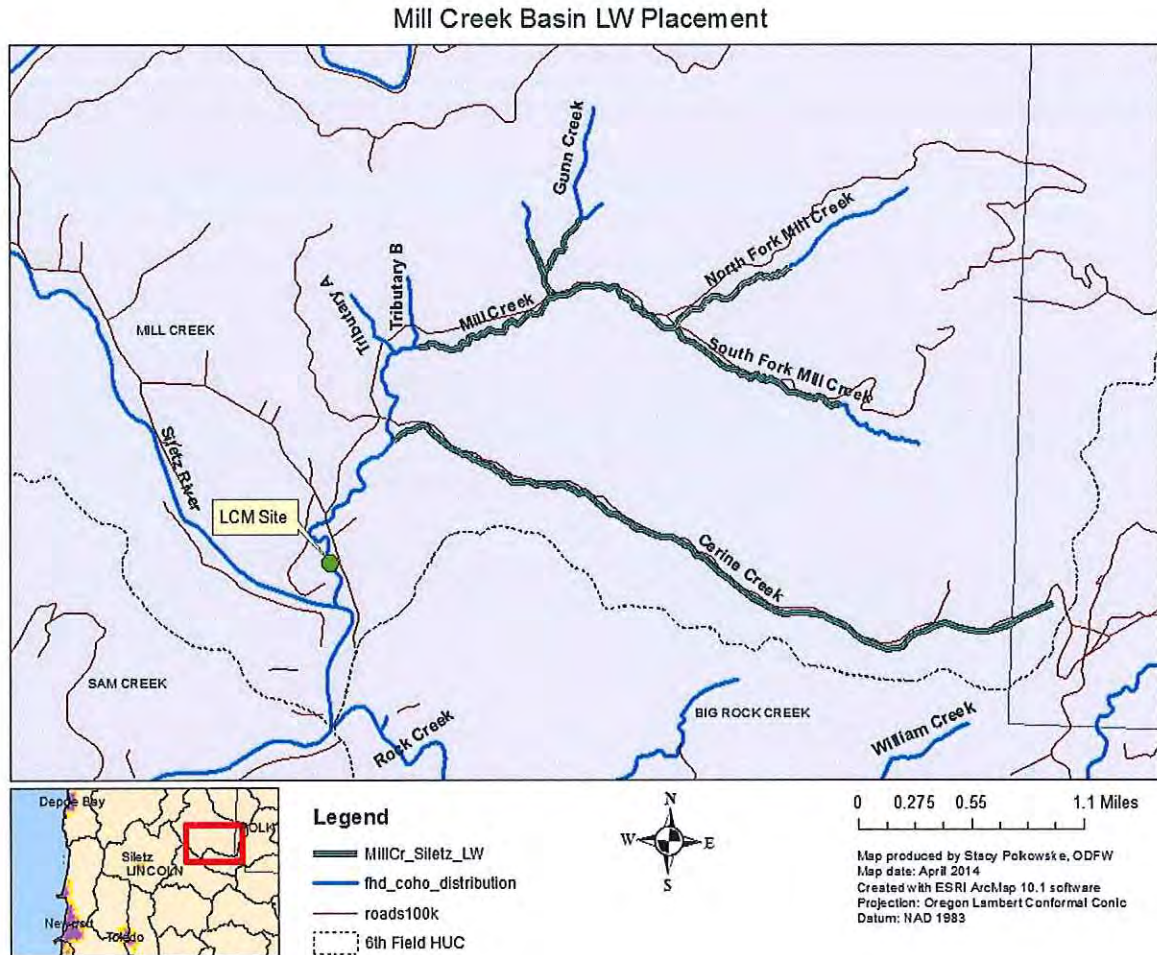 Mill Creek Basin LW Placement
Gunn Creek
North Fork Mill Creek
Tributary A
Tributary B
Mill Creek
MILL CREEK
South Fork Mill Creek
Siletz River
LCM Site
Cerine Creek
SAM CREEK
Rock Creek
BIG ROCK CREEK
William Creek
Depoe Bay
POLK
Siletz
LINCOLN
Newport
Toledo
Legend
MillCr_Siletz_LW
fhd_coho_distribution
roads100k
6th Field HUC
N
W E
S
0 0.275 0.55 1.1 Miles
Map produced by Stacy Polkowske, ODFW
Map date: April 2014
Created with ESRI ArcMap 10.1 software
Projection: Oregon Lambert Conformal Conic
Datum: NAD 1983